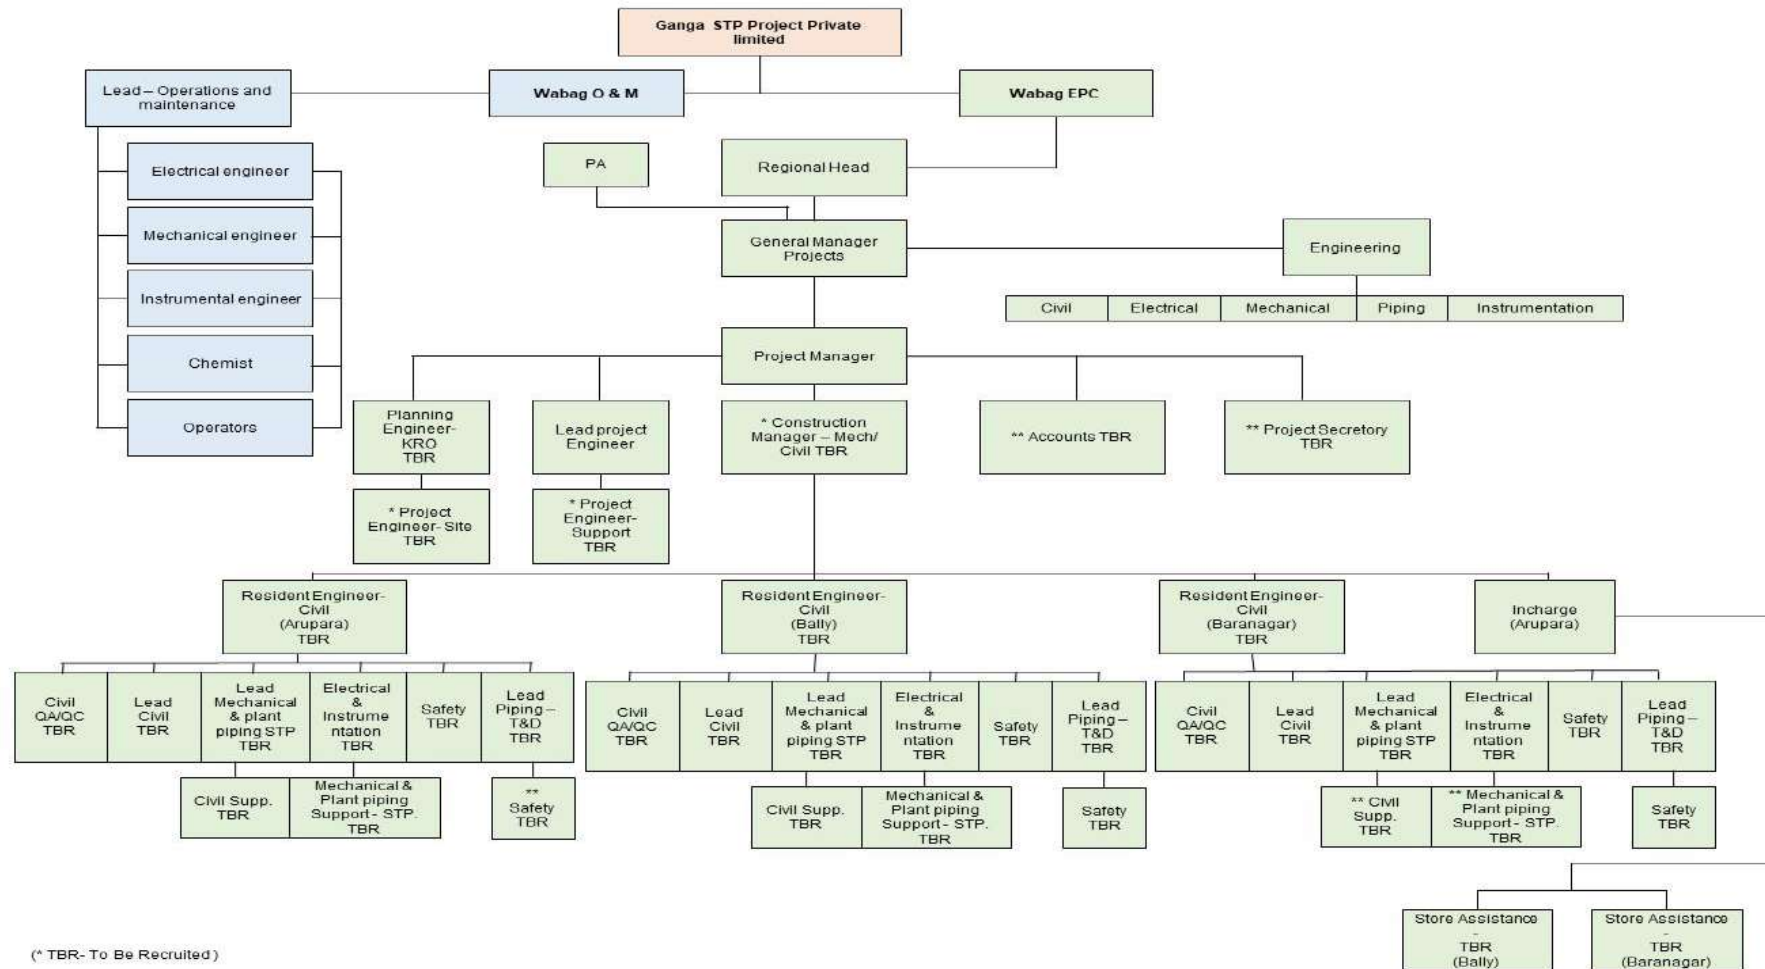 Ganga STP Project Private
limited
Lead – Operations and
maintenance
Wabag O & M
Wabag EPC
Electrical engineer
Mechanical engineer
Instrumental engineer
Chemist
Operators
PA
Regional Head
General Manager
Projects
Engineering
Civil
Electrical
Mechanical
Piping
Instrumentation
Project Manager
Planning
Engineer-
KRO
TBR
Lead project
Engineer
* Construction
Manager – Mech/
Civil TBR
** Accounts TBR
** Project Secretory
TBR
* Project
Engineer- Site
TBR
* Project
Engineer-
Support
TBR
Resident Engineer-
Civil
(Arupara)
TBR
Resident Engineer-
Civil
(Bally)
TBR
Resident Engineer-
Civil
(Baranagar)
TBR
Incharge
(Arupara)
Civil
QA/QC
TBR
Lead
Civil
TBR
Lead
Mechanical
& plant
piping STP
TBR
Electrical
&
Instrume
ntation
TBR
Safety
TBR
Lead
Piping –
T&D
TBR
Civil
QA/QC
TBR
Lead
Civil
TBR
Lead
Mechanical
& plant
piping STP
TBR
Electrical
&
Instrume
ntation
TBR
Safety
TBR
Lead
Piping –
T&D
TBR
Civil
QA/QC
TBR
Lead
Civil
TBR
Lead
Mechanical
& plant
piping STP
TBR
Electrical
&
Instrume
ntation
TBR
Safety
TBR
Lead
Piping –
T&D
TBR
Civil Supp.
TBR
Mechanical &
Plant piping
Support - STP.
TBR
**
Safety
TBR
Civil Supp.
TBR
Mechanical &
Plant piping
Support - STP.
TBR
Safety
TBR
** Civil
Supp.
TBR
** Mechanical &
Plant piping
Support - STP.
TBR
Safety
TBR
Store Assistance
-
TBR
(Bally)
Store Assistance
-
TBR
(Baranagar)
(* TBR- To Be Recruited )